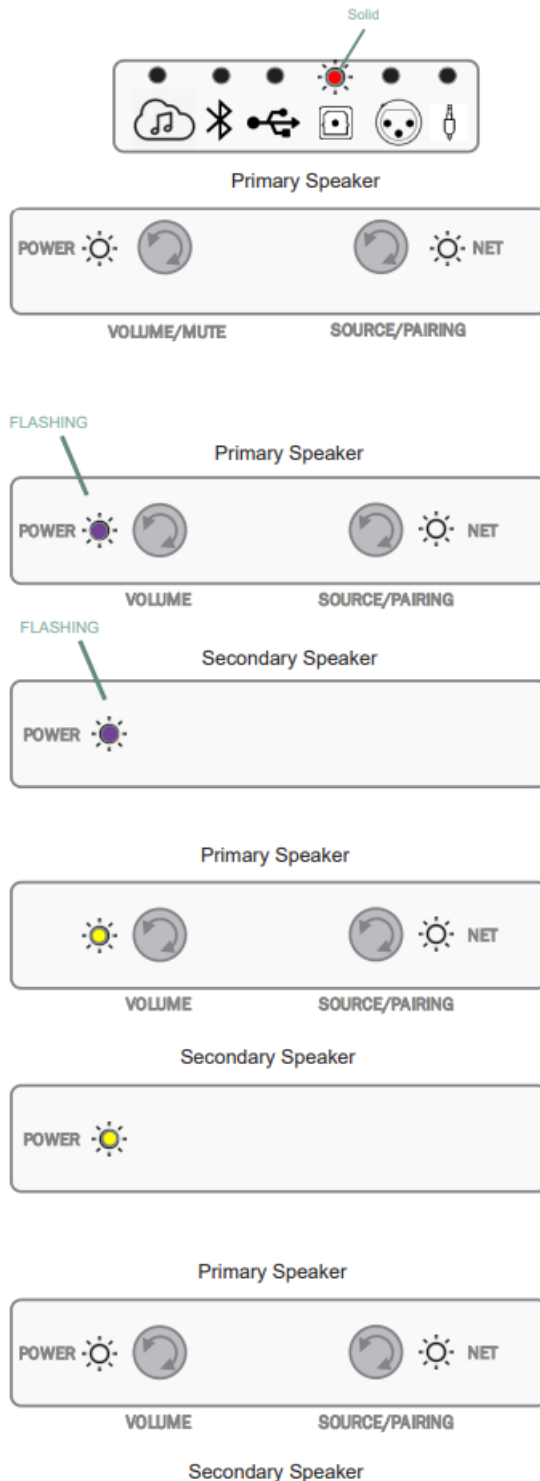 Solid
Primary Speaker
POWER NET
VOLUME/MUTE SOURCE/PAIRING
FLASHING
Primary Speaker
POWER NET
VOLUME SOURCE/PAIRING
FLASHING
Secondary Speaker
POWER
Primary Speaker
NET
VOLUME SOURCE/PAIRING
Secondary Speaker
POWER
Primary Speaker
POWER NET
VOLUME SOURCE/PAIRING
Secondary Speaker